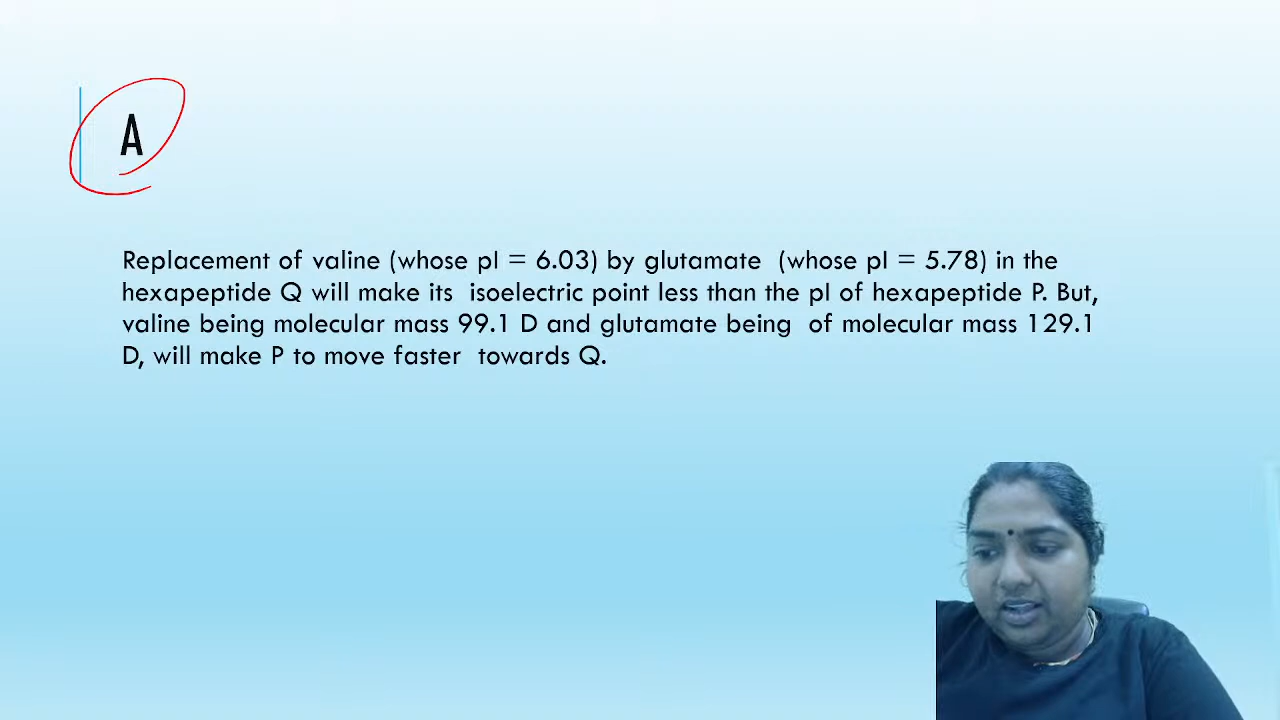 A
Replacement of valine (whose pI = 6.03) by glutamate (whose pI = 5.78) in the
hexapeptide Q will make its isoelectric point less than the pI of hexapeptide P. But,
valine being molecular mass 99.1 D and glutamate being of molecular mass 129.1
D, will make P to move faster towards Q.